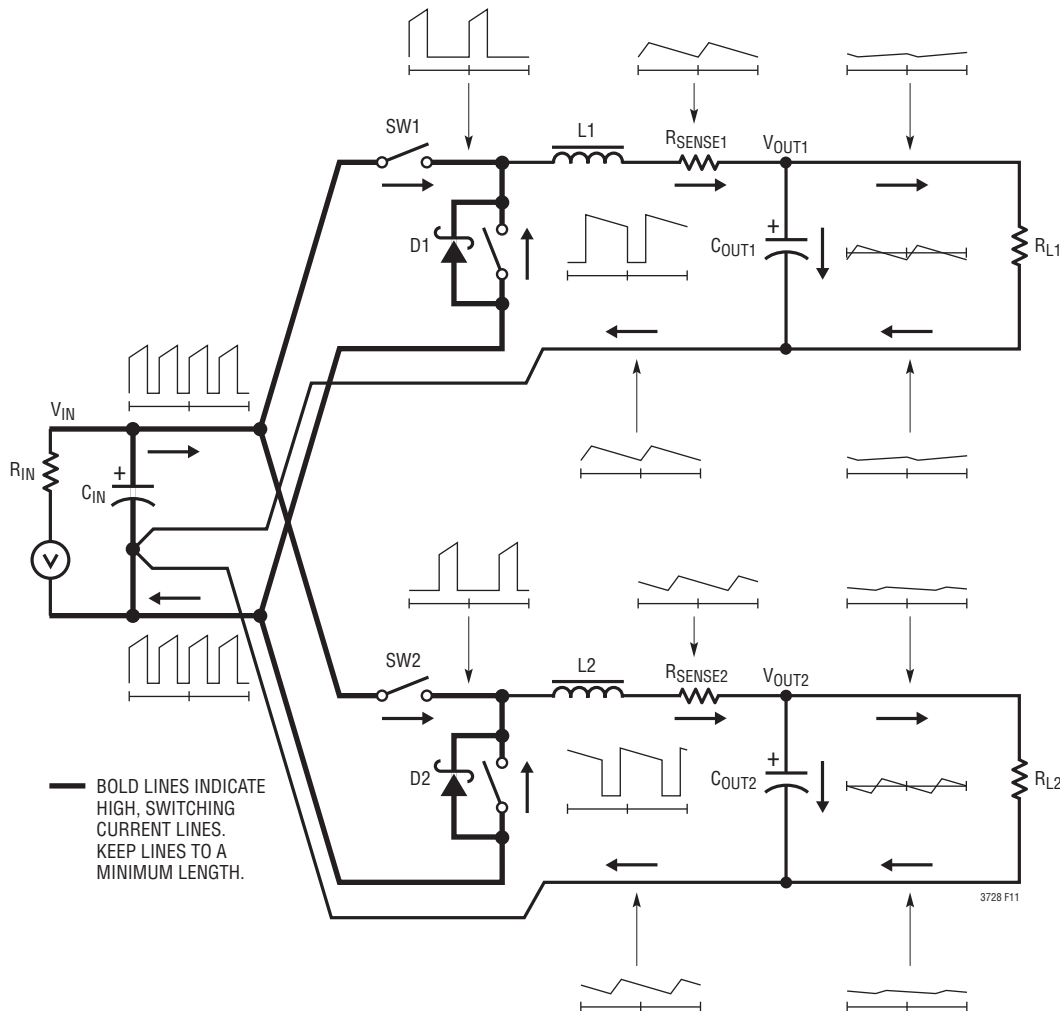 SW1
L1
RSENSE1
VOUT1
D1
+
COUT1
RL1
VIN
RIN
+
CIN
V
SW2
L2
RSENSE2
VOUT2
D2
+
COUT2
RL2
BOLD LINES INDICATE
HIGH, SWITCHING
CURRENT LINES.
KEEP LINES TO A
MINIMUM LENGTH.
3728 F11